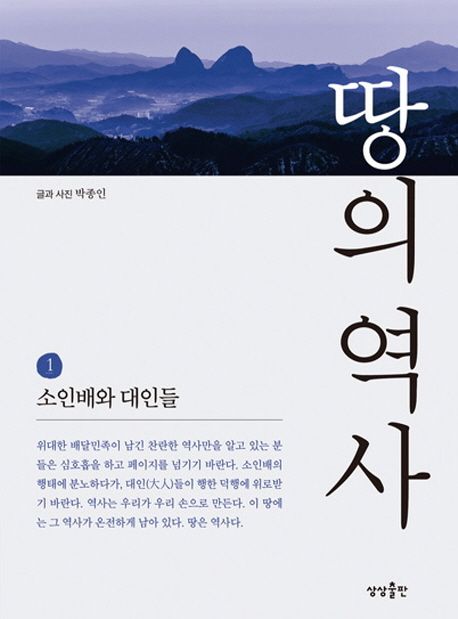 땅의 역사
글과 사진 박종인
1
소인배와 대인들
위대한 배달민족이 남긴 찬란한 역사만을 알고 있는 분
들은 심호흡을 하고 페이지를 넘기기 바란다. 소인배의
행태에 분노하다가, 대인(大人)들이 행한 덕행에 위로받
기 바란다. 역사는 우리가 우리 손으로 만든다. 이 땅에
는 그 역사가 온전하게 남아 있다. 땅은 역사다.
상상출판